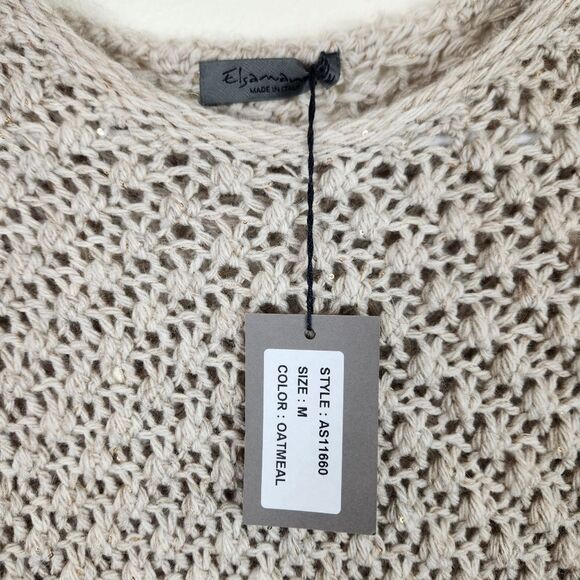 Elsamanda
MADE IN ITALY
STYLE : AS11660
SIZE : M
COLOR : OATMEAL